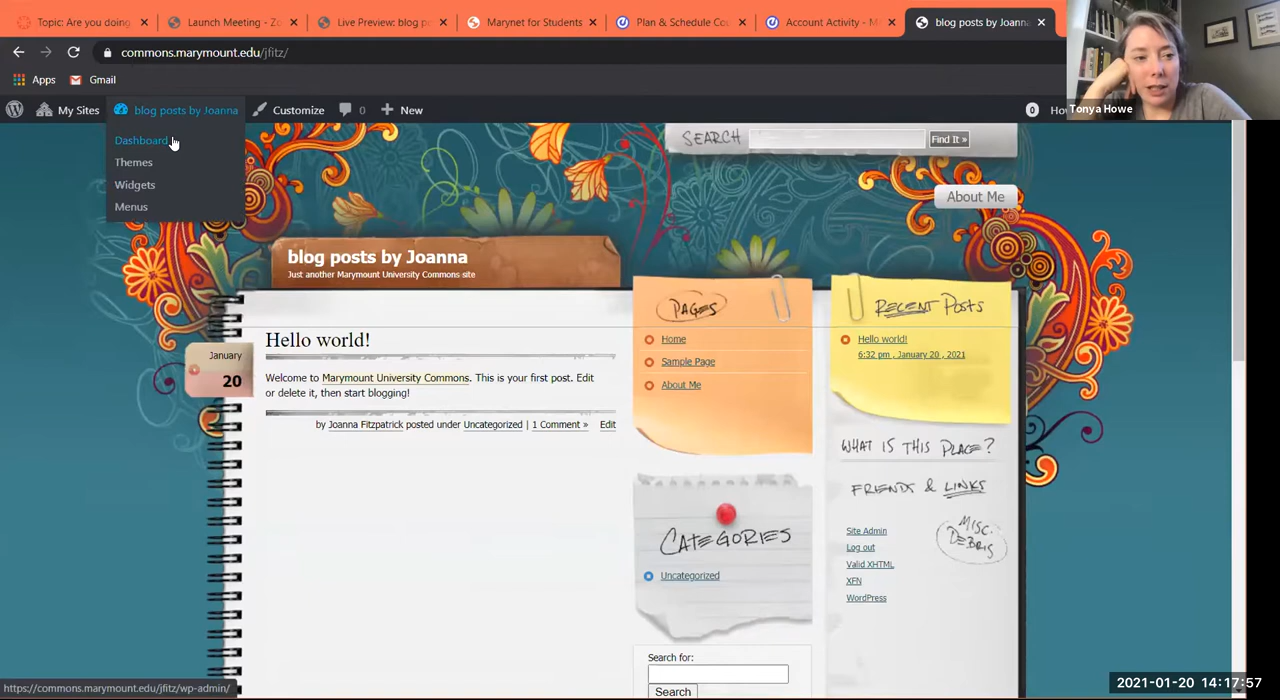 Topic: Are you doing
Launch Meeting - Zo
Live Preview: blog po
Marynet for Students
Plan & Schedule Cou
Account Activity - M
blog posts by Joanna
commons.marymount.edu/jfitz/
Apps
Gmail
Tonya Howe
My Sites
blog posts by Joanna
Customize
0
New
0
Ho
Dashboard
Themes
Widgets
Menus
SEARCH
Find It »
About Me
blog posts by Joanna
Just another Marymount University Commons site
January
20
Hello world!
Welcome to Marymount University Commons. This is your first post. Edit
or delete it, then start blogging!
by Joanna Fitzpatrick posted under Uncategorized | 1 Comment » Edit
PAGES
Home
Sample Page
About Me
RECENT POSTS
Hello world!
6:32 pm , January 20 , 2021
CATEGORIES
Uncategorized
WHAT IS THIS PLACE?
FRIENDS & LINKS
MISC.
DEBRIS
Site Admin
Log out
Valid XHTML
XFN
WordPress
Search for:
Search
https://commons.marymount.edu/jfitz/wp-admin/
2021-01-20 14:17:57